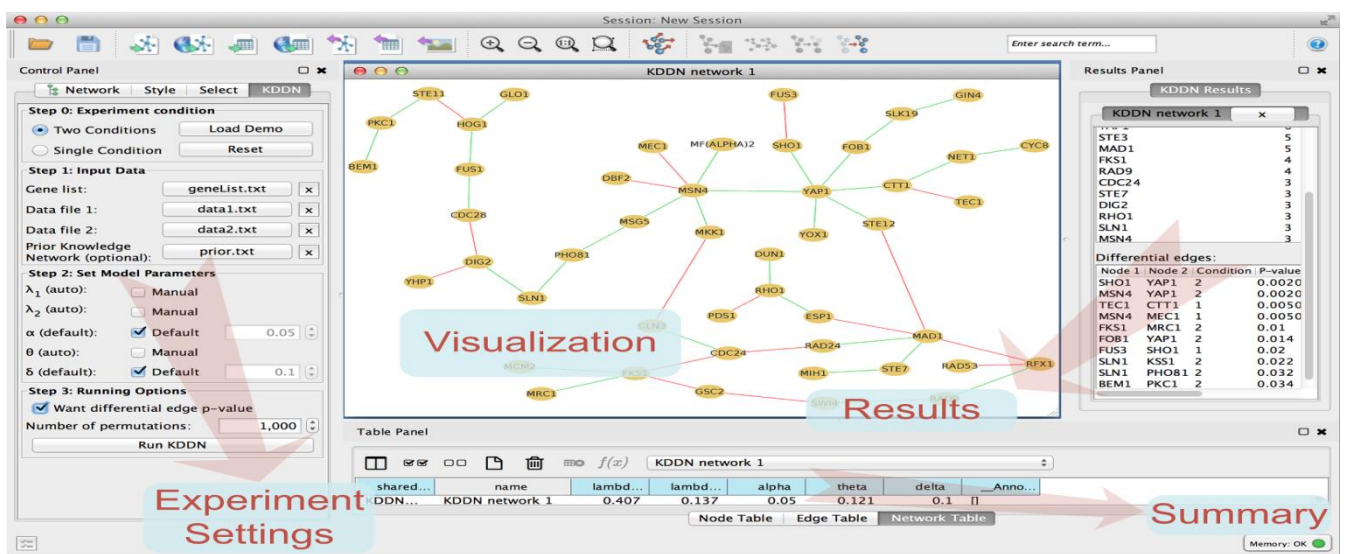 Session: New Session
Enter search term...
Control Panel
Network Style Select KDDN
Step 0: Experiment condition
Two Conditions Load Demo
Single Condition Reset
Step 1: Input Data
Gene list: geneList.txt x
Data file 1: data1.txt x
Data file 2: data2.txt x
Prior Knowledge
Network (optional): prior.txt x
Step 2: Set Model Parameters
λ1 (auto): Manual
λ2 (auto): Manual
α (default): Default 0.05
θ (auto): Manual
δ (default): Default 0.1
Step 3: Running Options
Want differential edge p-value
Number of permutations: 1,000
Run KDDN
Experiment
Settings
KDDN network 1
STE11 GLO1 FUS3 GIN4
PKC1 HOG1 SLK19
MEC1 MF(ALPHA)2 SHO1 FOB1 NET1 CYC8
BEM1 FUS1
DBF2 MSN4 YAP1 CTT1
TEC1
CDC28 MSG5 MKK1 YOX1 STE12
DIG2 PHO81 DUN1
YHP1 SLN1 RHO1
PDS1 ESP1
CLN3 MAD1
Visualization
CDC24 RAD24
MCM2 FKS1 MIH1 STE7 RAD53 RFX1
MRC1 GSC2 SWI4
Results
Results Panel
KDDN Results
KDDN network 1 x
STE3 5
MAD1 5
FKS1 4
RAD9 4
CDC24 3
STE7 3
DIG2 3
RHO1 3
SLN1 3
MSN4 3
Differential edges:
Node 1 Node 2 Condition P-value
SHO1 YAP1 2 0.0020
MSN4 YAP1 2 0.0020
TEC1 CTT1 1 0.0050
MSN4 MEC1 1 0.0050
FKS1 MRC1 2 0.01
FOB1 YAP1 2 0.014
FUS3 SHO1 1 0.02
SLN1 KSS1 2 0.022
SLN1 PHO81 2 0.032
BEM1 PKC1 2 0.034
Table Panel
f(x) KDDN network 1
shared... name lambd... lambd... alpha theta delta __Anno...
KDDN... KDDN network 1 0.407 0.137 0.05 0.121 0.1 []
Node Table Edge Table Network Table
Summary
Memory: OK